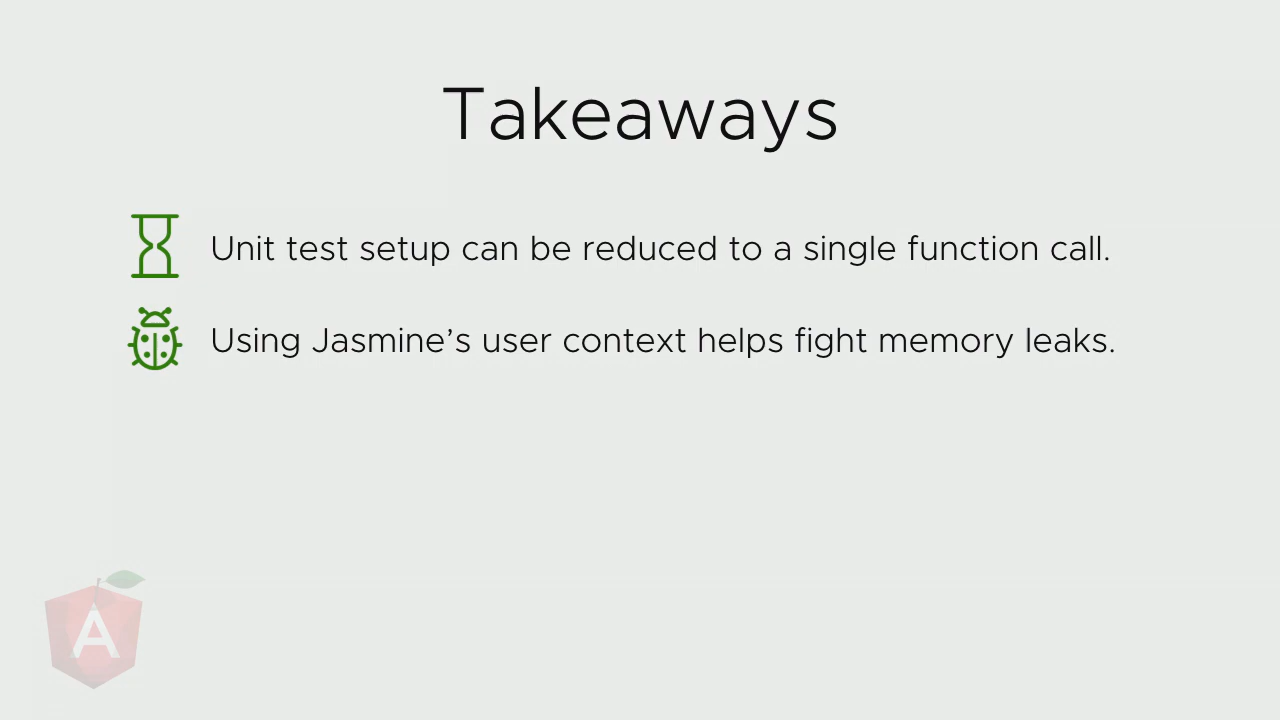 Takeaways
Unit test setup can be reduced to a single function call.
Using Jasmine’s user context helps fight memory leaks.
A